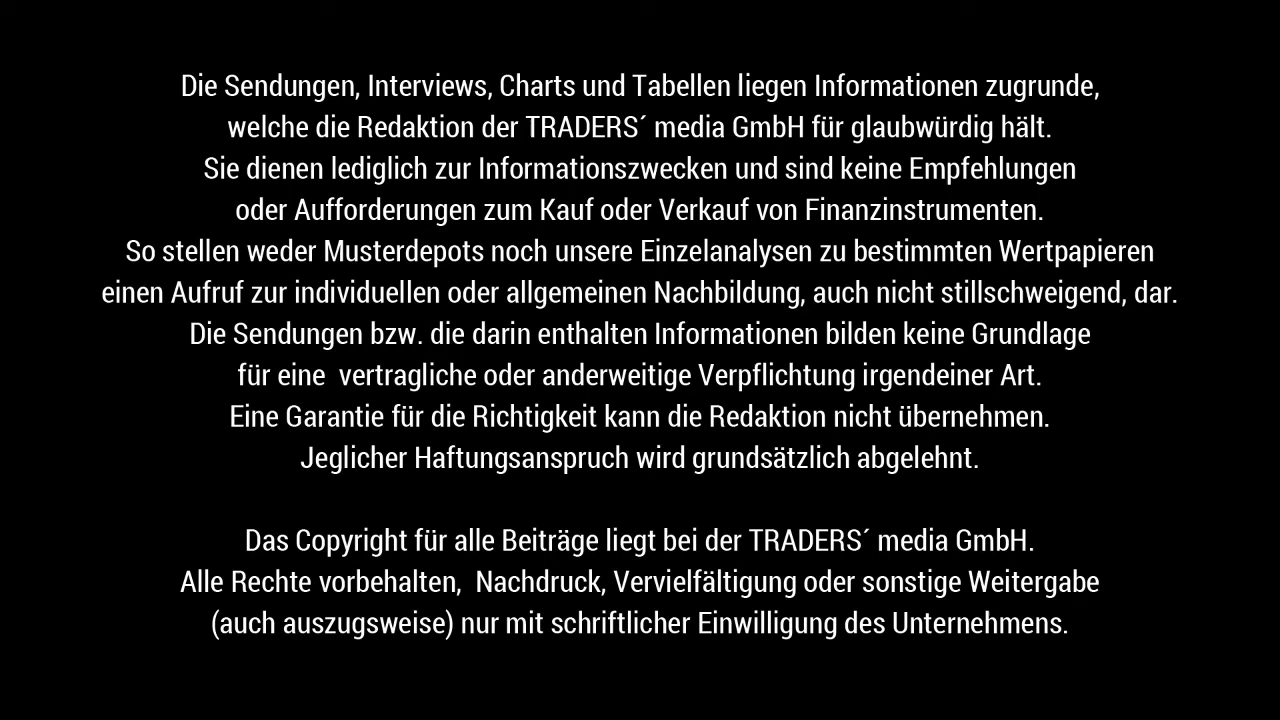 Die Sendungen, Interviews, Charts und Tabellen liegen Informationen zugrunde,
welche die Redaktion der TRADERS´ media GmbH für glaubwürdig hält.
Sie dienen lediglich zur Informationszwecken und sind keine Empfehlungen
oder Aufforderungen zum Kauf oder Verkauf von Finanzinstrumenten.
So stellen weder Musterdepots noch unsere Einzelanalysen zu bestimmten Wertpapieren
einen Aufruf zur individuellen oder allgemeinen Nachbildung, auch nicht stillschweigend, dar.
Die Sendungen bzw. die darin enthalten Informationen bilden keine Grundlage
für eine  vertragliche oder anderweitige Verpflichtung irgendeiner Art.
Eine Garantie für die Richtigkeit kann die Redaktion nicht übernehmen.
Jeglicher Haftungsanspruch wird grundsätzlich abgelehnt.
Das Copyright für alle Beiträge liegt bei der TRADERS´ media GmbH.
Alle Rechte vorbehalten,  Nachdruck, Vervielfältigung oder sonstige Weitergabe
(auch auszugsweise) nur mit schriftlicher Einwilligung des Unternehmens.